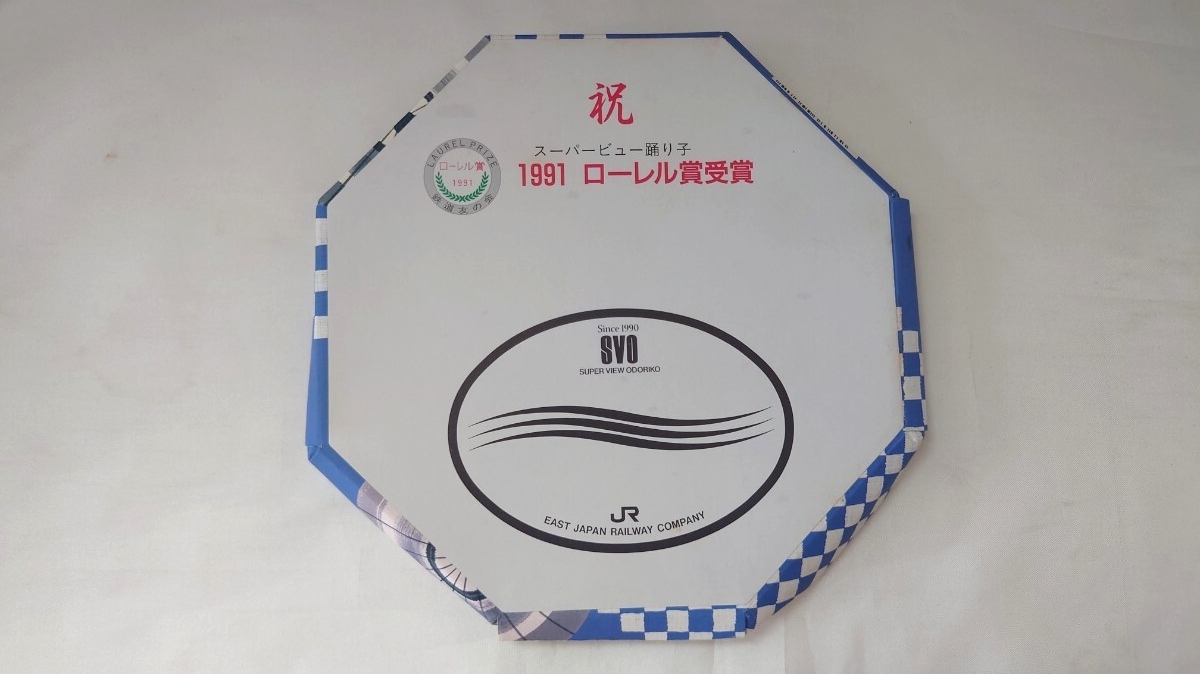 祝
スーパービュー踊り子
1991 ローレル賞受賞
LAUREL PRIZE
ローレル賞
1991
鉄道友の会
Since 1990
SVO
SUPER VIEW ODORIKO
JR
EAST JAPAN RAILWAY COMPANY